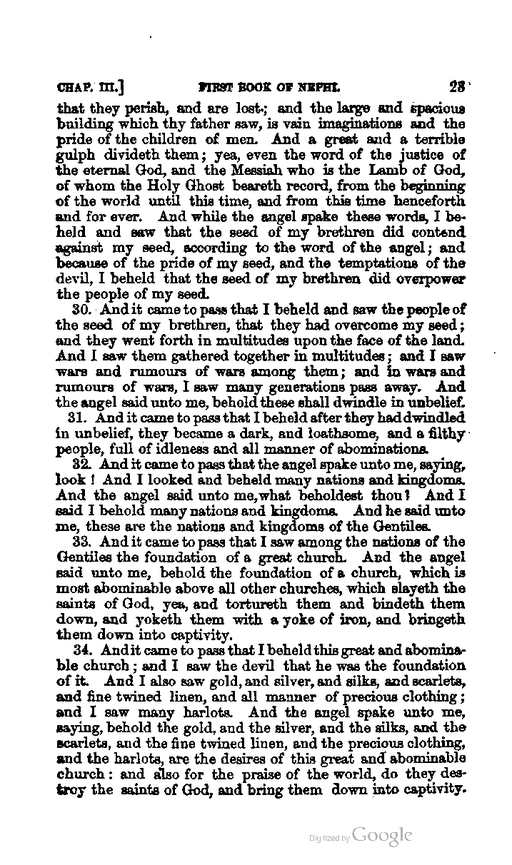 CHAP. III.] FIRST BOOK OF NEPHI. 23
that they perish, and are lost; and the large and spacious
building which thy father saw, is vain imaginations and the
pride of the children of men. And a great and a terrible
gulph divideth them; yea, even the word of the justice of
the eternal God, and the Messiah who is the Lamb of God,
of whom the Holy Ghost beareth record, from the beginning
of the world until this time, and from this time henceforth
and for ever. And while the angel spake these words, I be-
held and saw that the seed of my brethren did contend
against my seed, according to the word of the angel; and
because of the pride of my seed, and the temptations of the
devil, I beheld that the seed of my brethren did overpower
the people of my seed.
30. And it came to pass that I beheld and saw the people of
the seed of my brethren, that they had overcome my seed;
and they went forth in multitudes upon the face of the land.
And I saw them gathered together in multitudes; and I saw
wars and rumours of wars among them; and in wars and
rumours of wars, I saw many generations pass away. And
the angel said unto me, behold these shall dwindle in unbelief.
31. And it came to pass that I beheld after they had dwindled
in unbelief, they became a dark, and loathsome, and a filthy
people, full of idleness and all manner of abominations.
32. And it came to pass that the angel spake unto me, saying,
look! And I looked and beheld many nations and kingdoms.
And the angel said unto me, what beholdest thou? And I
said I behold many nations and kingdoms. And he said unto
me, these are the nations and kingdoms of the Gentiles.
33. And it came to pass that I saw among the nations of the
Gentiles the foundation of a great church. And the angel
said unto me, behold the foundation of a church, which is
most abominable above all other churches, which slayeth the
saints of God, yea, and tortureth them and bindeth them
down, and yoketh them with a yoke of iron, and bringeth
them down into captivity.
34. And it came to pass that I beheld this great and abomina-
ble church; and I saw the devil that he was the foundation
of it. And I also saw gold, and silver, and silks, and scarlets,
and fine twined linen, and all manner of precious clothing;
and I saw many harlots. And the angel spake unto me,
saying, behold the gold, and the silver, and the silks, and the
scarlets, and the fine twined linen, and the precious clothing,
and the harlots, are the desires of this great and abominable
church: and also for the praise of the world, do they des-
troy the saints of God, and bring them down into captivity.
Digitized by Google